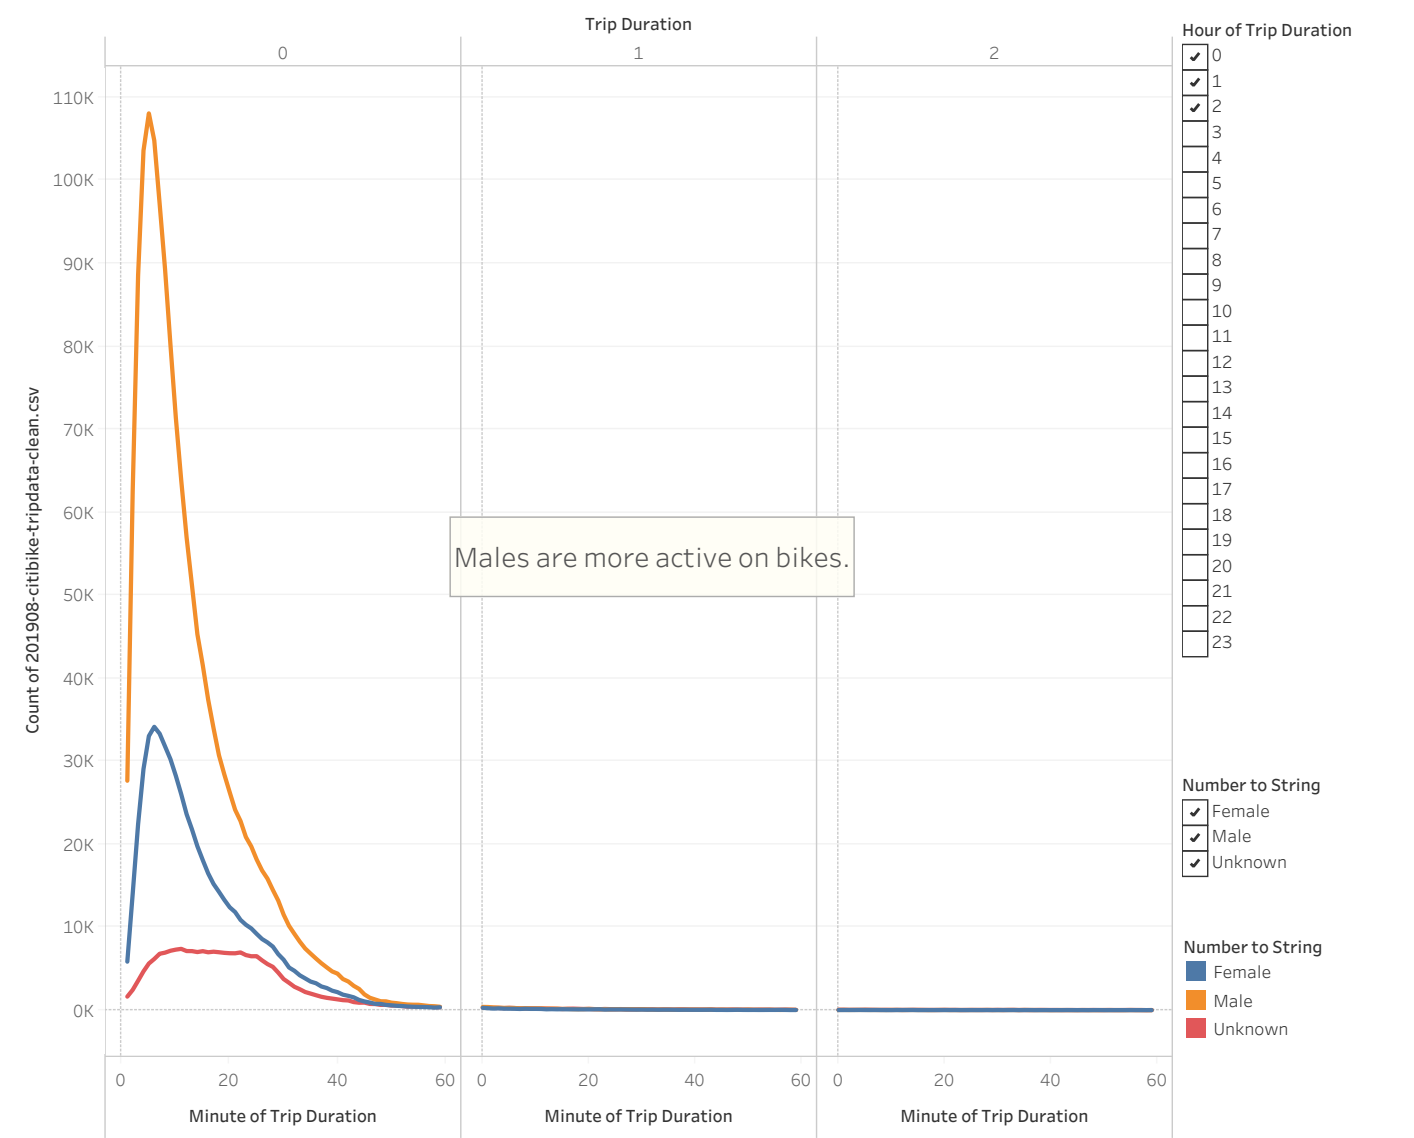 Trip Duration
0 1 2
110K
100K
90K
80K
70K
60K
50K
40K
30K
20K
10K
0K
Count of 201908-citibike-tripdata-clean.csv
Males are more active on bikes.
0 20 40 60 0 20 40 60 0 20 40 60
Minute of Trip Duration Minute of Trip Duration Minute of Trip Duration
Hour of Trip Duration
0
1
2
3
4
5
6
7
8
9
10
11
12
13
14
15
16
17
18
19
20
21
22
23
Number to String
Female
Male
Unknown
Number to String
Female
Male
Unknown